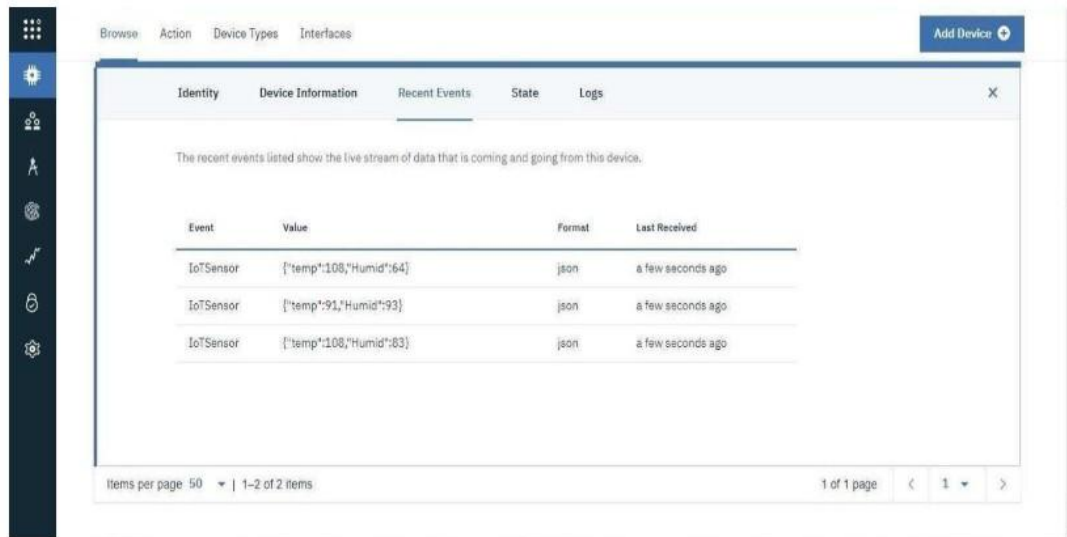 Browse Action Device Types Interfaces Add Device
Identity Device Information Recent Events State Logs
The recent events listed show the live stream of data that is coming and going from this device.
Event Value Format Last Received
IoTSensor {"temp":108,"Humid":64} json a few seconds ago
IoTSensor {"temp":91,"Humid":93} json a few seconds ago
IoTSensor {"temp":108,"Humid":83} json a few seconds ago
Items per page 50 | 1–2 of 2 items 1 of 1 page 1